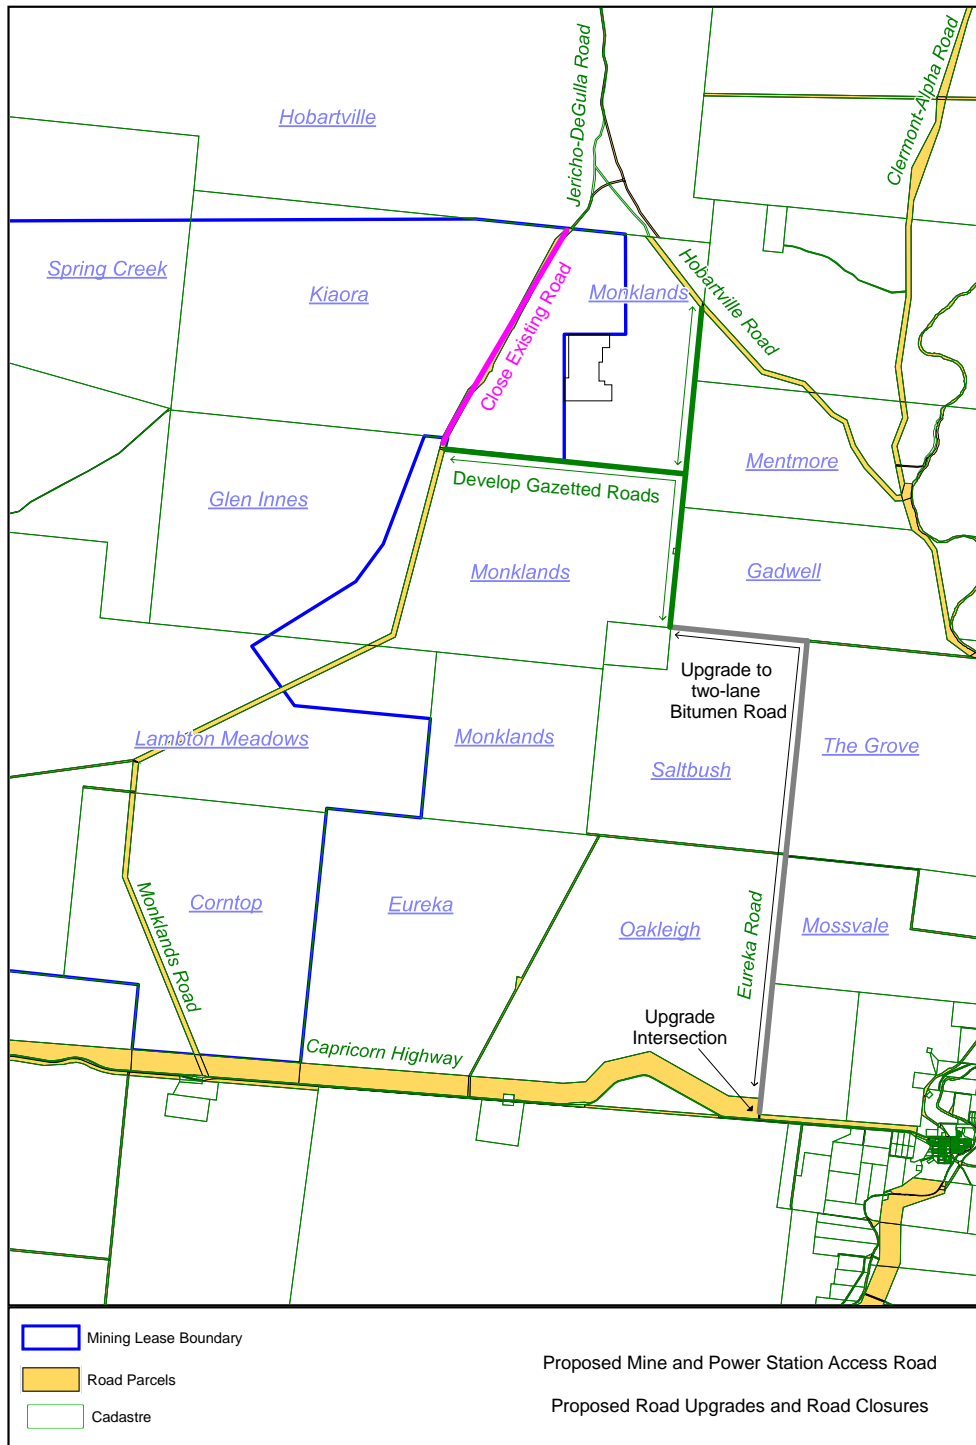 Hobartville
Jericho-DeGulla Road
Clermont-Alpha Road
Spring Creek
Kiaora
Monklands
Hobartville Road
Close Existing Road
Mentmore
Develop Gazetted Roads
Glen Innes
Monklands
Gadwell
Upgrade to
two-lane
Bitumen Road
Lambton Meadows
Monklands
Saltbush
The Grove
Corntop
Eureka
Oakleigh
Mossvale
Monklands Road
Eureka Road
Upgrade
Intersection
Capricorn Highway
Mining Lease Boundary
Road Parcels
Cadastre
Proposed Mine and Power Station Access Road
Proposed Road Upgrades and Road Closures